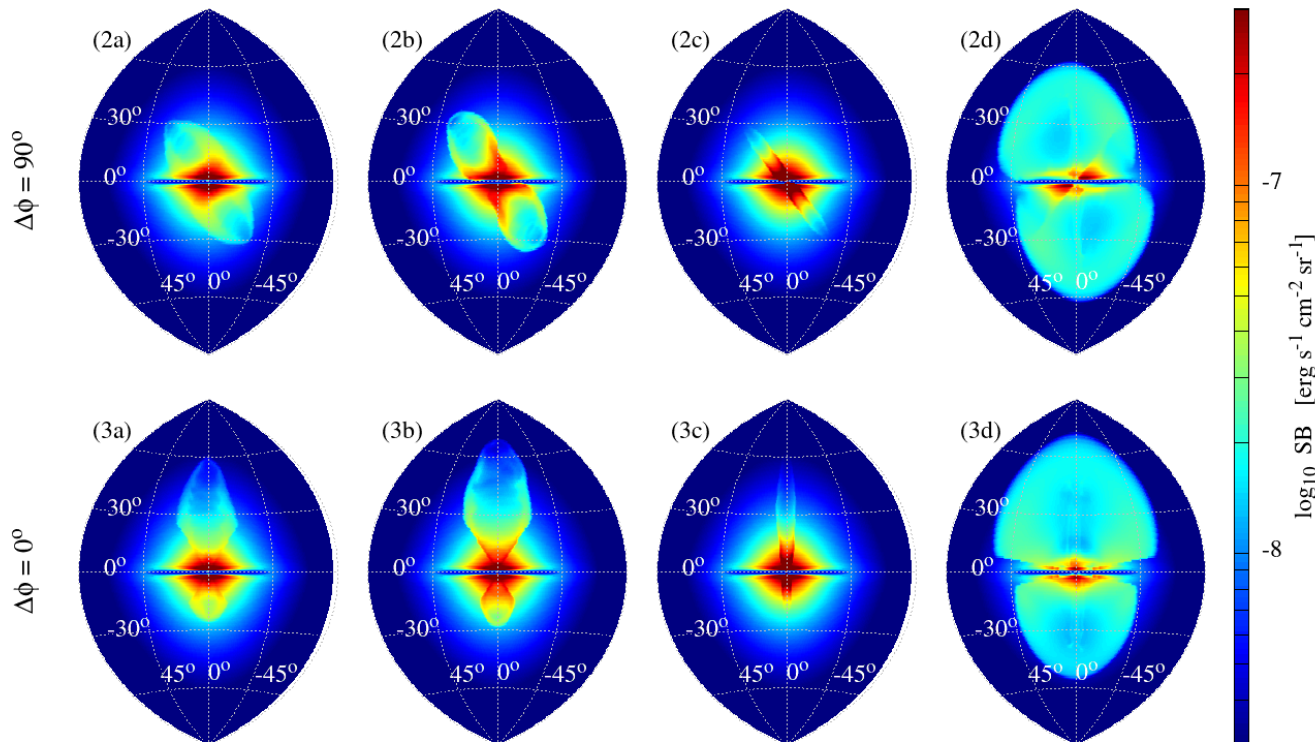 (2a) (2b) (2c) (2d)
30° 30° 30° 30°
0° 0° 0° 0°
-30° -30° -30° -30°
45° 0° -45° 45° 0° -45° 45° 0° -45° 45° 0° -45°
Δϕ = 90°
(3a) (3b) (3c) (3d)
30° 30° 30° 30°
0° 0° 0° 0°
-30° -30° -30° -30°
45° 0° -45° 45° 0° -45° 45° 0° -45° 45° 0° -45°
Δϕ = 0°
-7
-8
log₁₀ SB [erg s⁻¹ cm⁻² sr⁻¹]